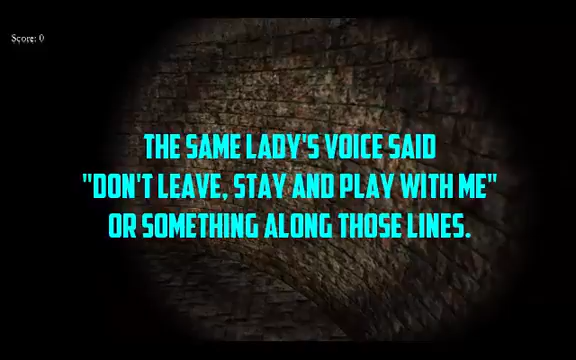 Score: 0
THE SAME LADY'S VOICE SAID
"DON'T LEAVE, STAY AND PLAY WITH ME"
OR SOMETHING ALONG THOSE LINES.